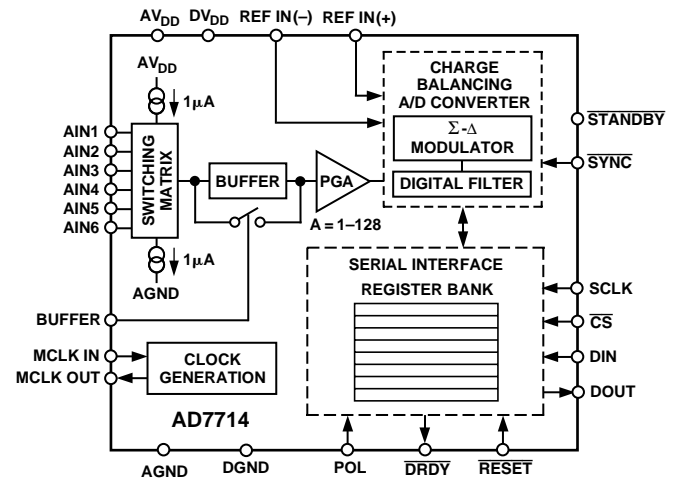 AVDD DVDD REF IN(–) REF IN(+)
AVDD
1μA
CHARGE
BALANCING
A/D CONVERTER
Σ-Δ
MODULATOR
DIGITAL FILTER
STANDBY
SYNC
AIN1
AIN2
AIN3
AIN4
AIN5
AIN6
SWITCHING
MATRIX
BUFFER
PGA
A = 1–128
1μA
AGND
SERIAL INTERFACE
REGISTER BANK
SCLK
CS
DIN
DOUT
BUFFER
MCLK IN
MCLK OUT
CLOCK
GENERATION
AD7714
AGND DGND POL DRDY RESET